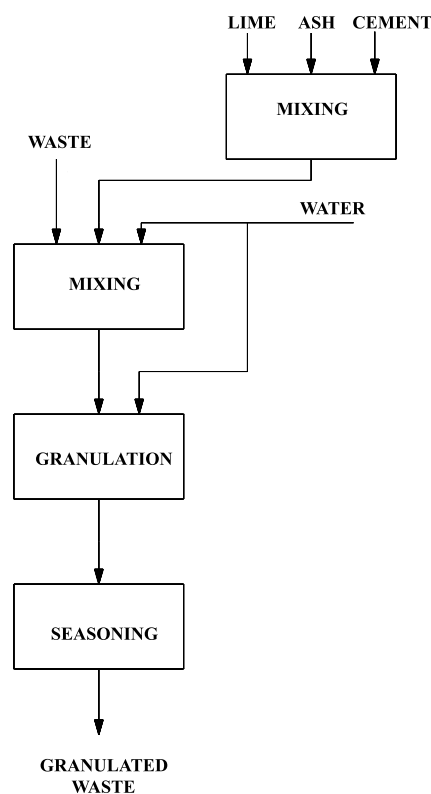 LIME ASH CEMENT
MIXING
WASTE
WATER
MIXING
GRANULATION
SEASONING
GRANULATED
WASTE